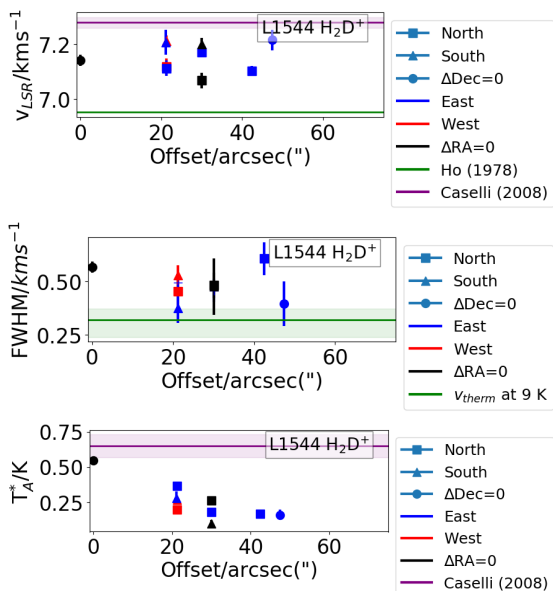 L1544 H₂D⁺
7.2
7.0
v_LSR/kms⁻¹
0 20 40 60
Offset/arcsec(")
North
South
ΔDec=0
East
West
ΔRA=0
Ho (1978)
Caselli (2008)
L1544 H₂D⁺
0.50
0.25
FWHM/kms⁻¹
0 20 40 60
Offset/arcsec(")
North
South
ΔDec=0
East
West
ΔRA=0
v_therm at 9 K
L1544 H₂D⁺
0.75
0.50
0.25
T*_A/K
0 20 40 60
Offset/arcsec(")
North
South
ΔDec=0
East
West
ΔRA=0
Caselli (2008)